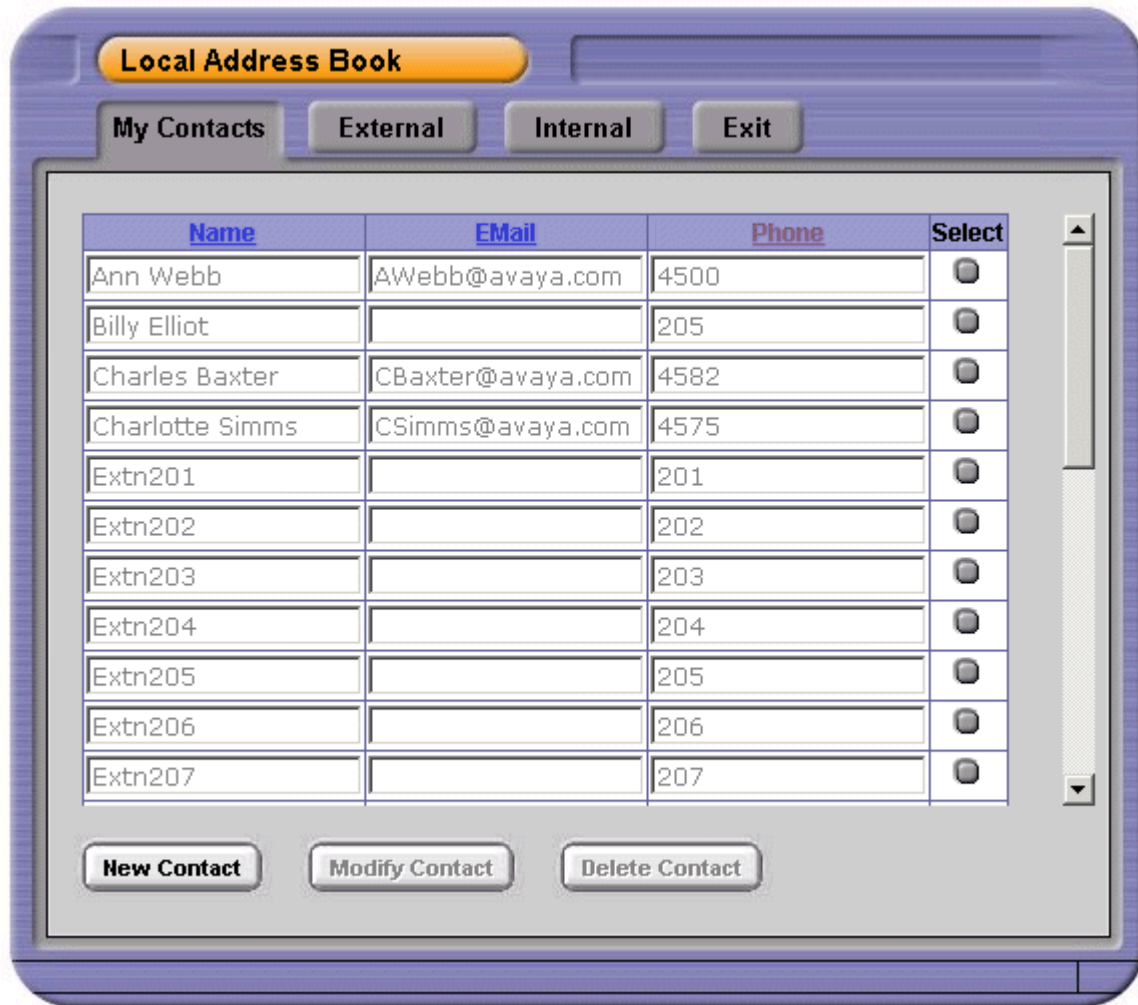 Local Address Book
My Contacts External Internal Exit
Name EMail Phone Select
Ann Webb AWebb@avaya.com 4500
Billy Elliot 205
Charles Baxter CBaxter@avaya.com 4582
Charlotte Simms CSimms@avaya.com 4575
Extn201 201
Extn202 202
Extn203 203
Extn204 204
Extn205 205
Extn206 206
Extn207 207
New Contact Modify Contact Delete Contact